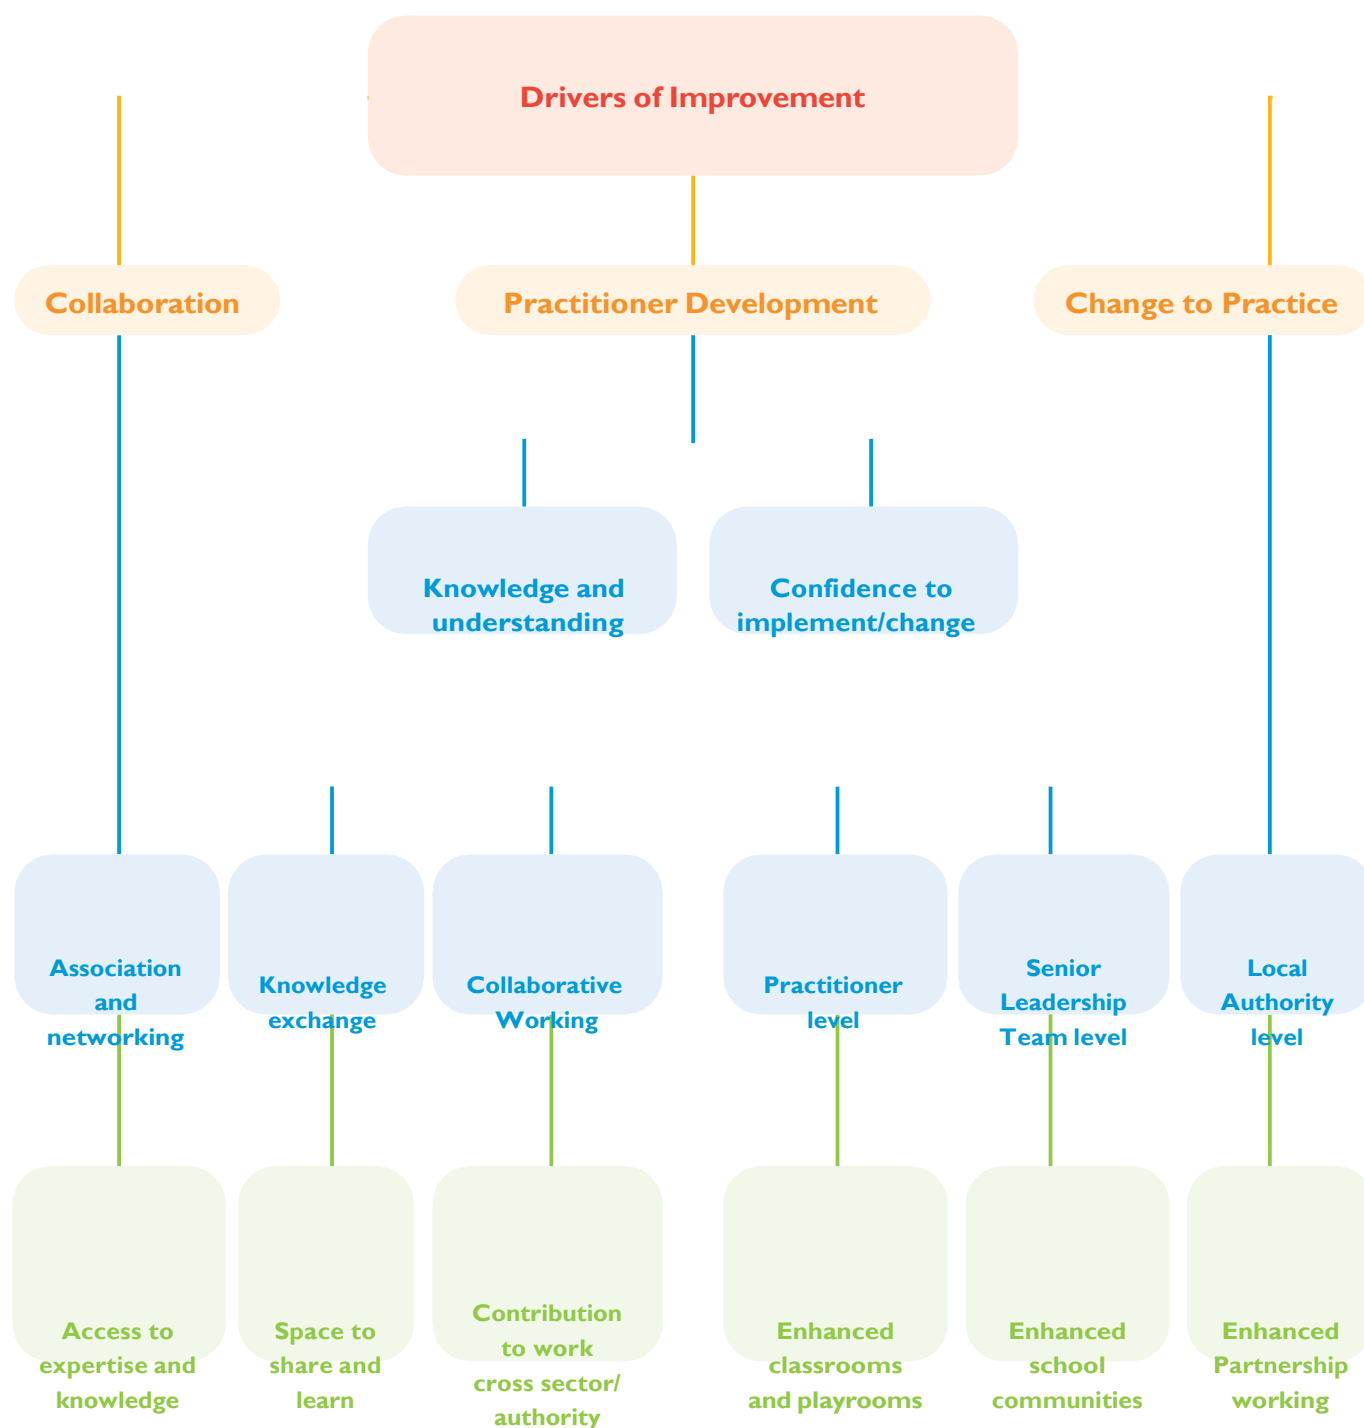 Drivers of Improvement
Collaboration
Practitioner Development
Change to Practice
Knowledge and
understanding
Confidence to
implement/change
Association
and
networking
Knowledge
exchange
Collaborative
Working
Practitioner
level
Senior
Leadership
Team level
Local
Authority
level
Access to
expertise and
knowledge
Space to
share and
learn
Contribution
to work
cross sector/
authority
Enhanced
classrooms
and playrooms
Enhanced
school
communities
Enhanced
Partnership
working